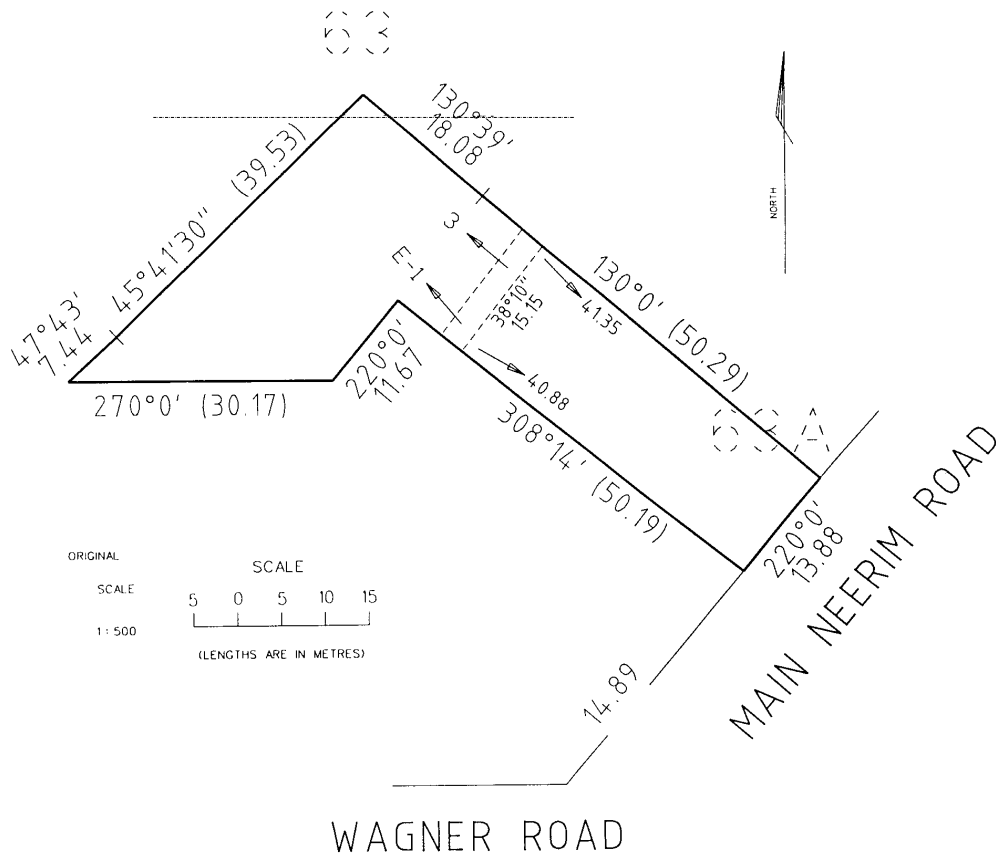 63
130°39'
18.08
(39.53)
45°41'30"
47°43'
7.44
3
E-1
38°10"
15.15
41.35
130°0' (50.29)
NORTH
270°0' (30.17)
220°0'
11.67
40.88
308°14' (50.19)
63A
220°0'
13.88
MAIN NEERIM ROAD
ORIGINAL
SCALE
1:500
SCALE
5 0 5 10 15
(LENGTHS ARE IN METRES)
14.89
WAGNER ROAD